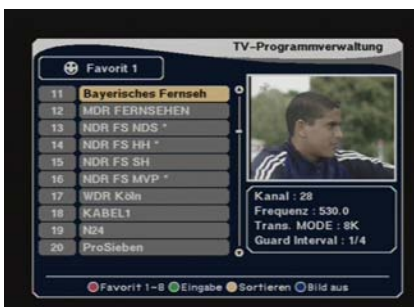 TV-Programmverwaltung
Favorit 1
11 Bayerisches Fernseh
12 MDR FERNSEHEN
13 NDR FS NDS *
14 NDR FS HH *
15 NDR FS SH
16 NDR FS MVP *
17 WDR Köln
18 KABEL1
19 N24
20 ProSieben
Kanal : 28
Frequenz : 530.0
Trans. MODE : 8K
Guard Interval : 1/4
Favorit 1-8 Eingabe Sortieren Bild aus